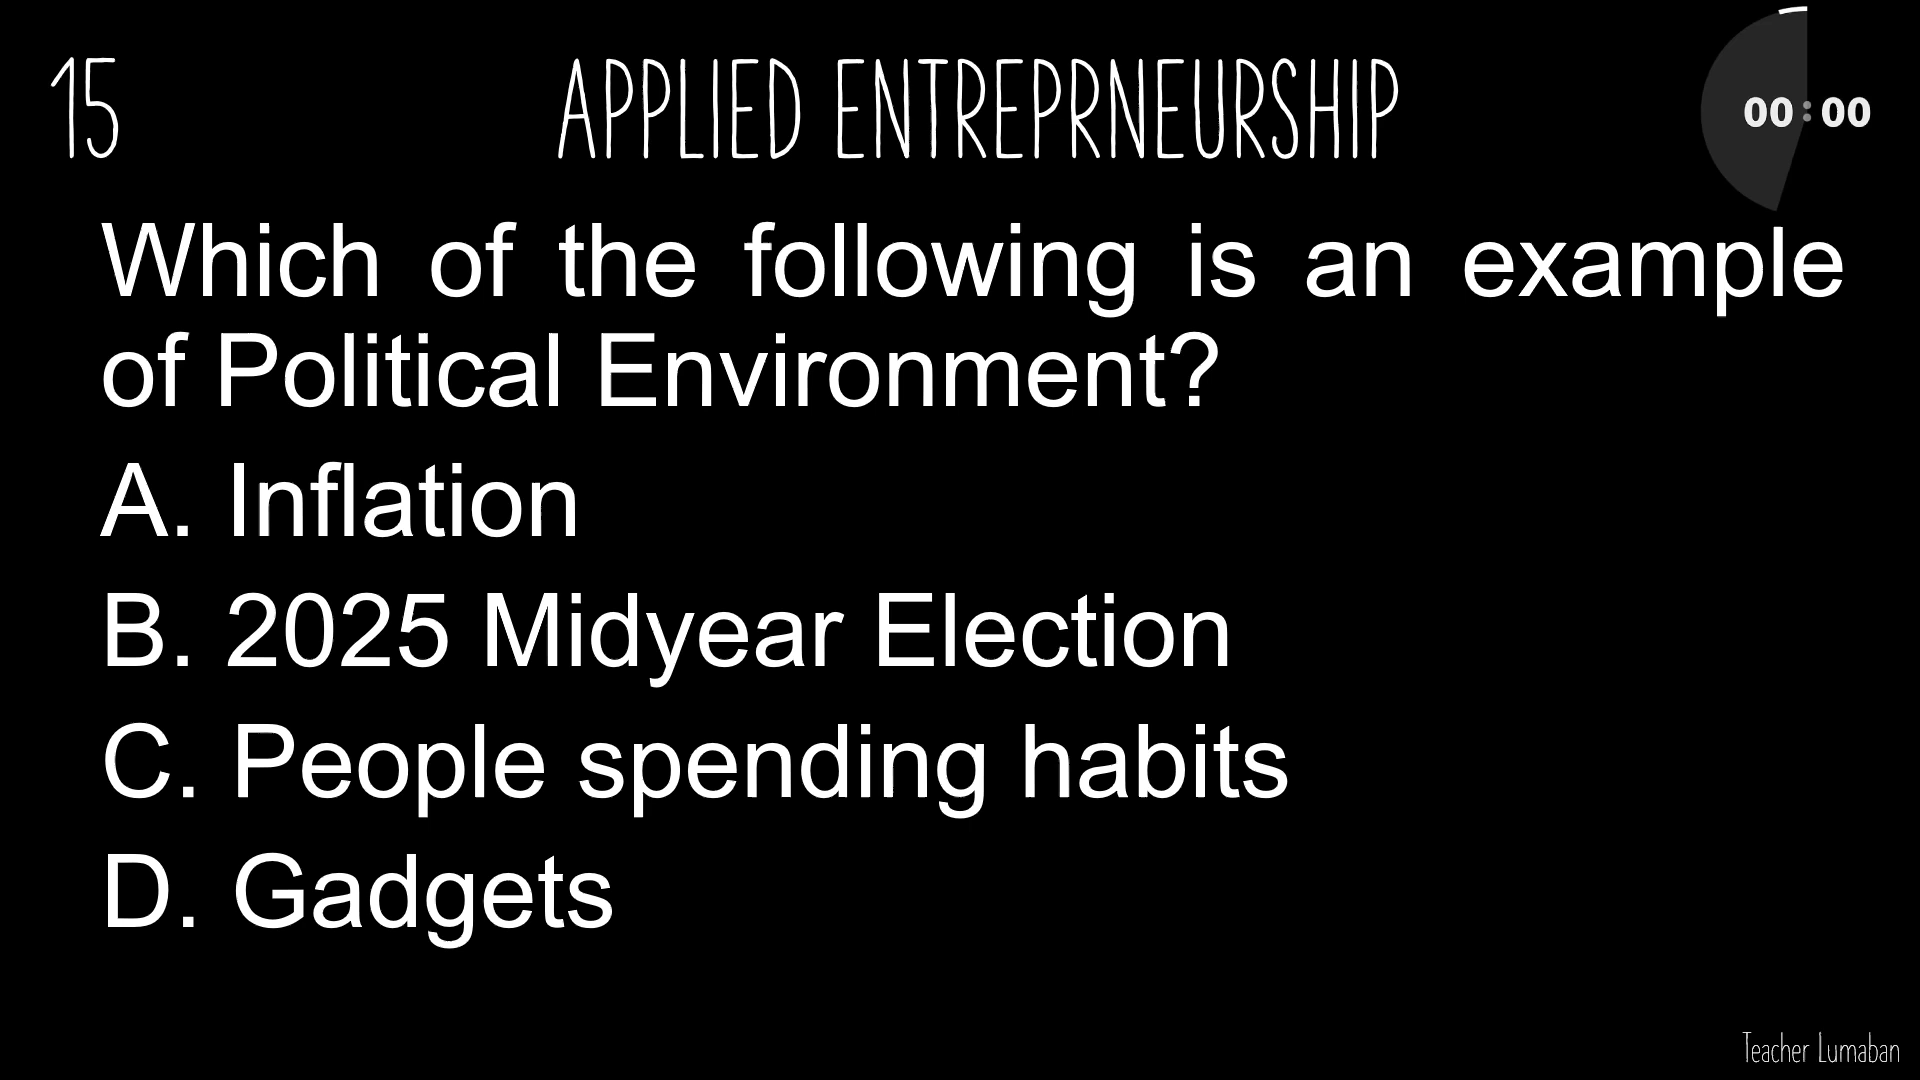 15
APPLIED ENTREPRNEURSHIP
00:00
Which of the following is an example
of Political Environment?
A. Inflation
B. 2025 Midyear Election
C. People spending habits
D. Gadgets
Teacher Lumaban